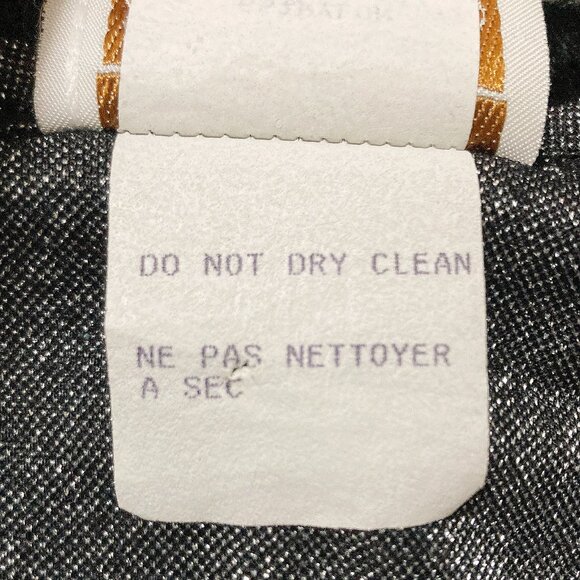 DO NOT DRY CLEAN
NE PAS NETTOYER
A SEC